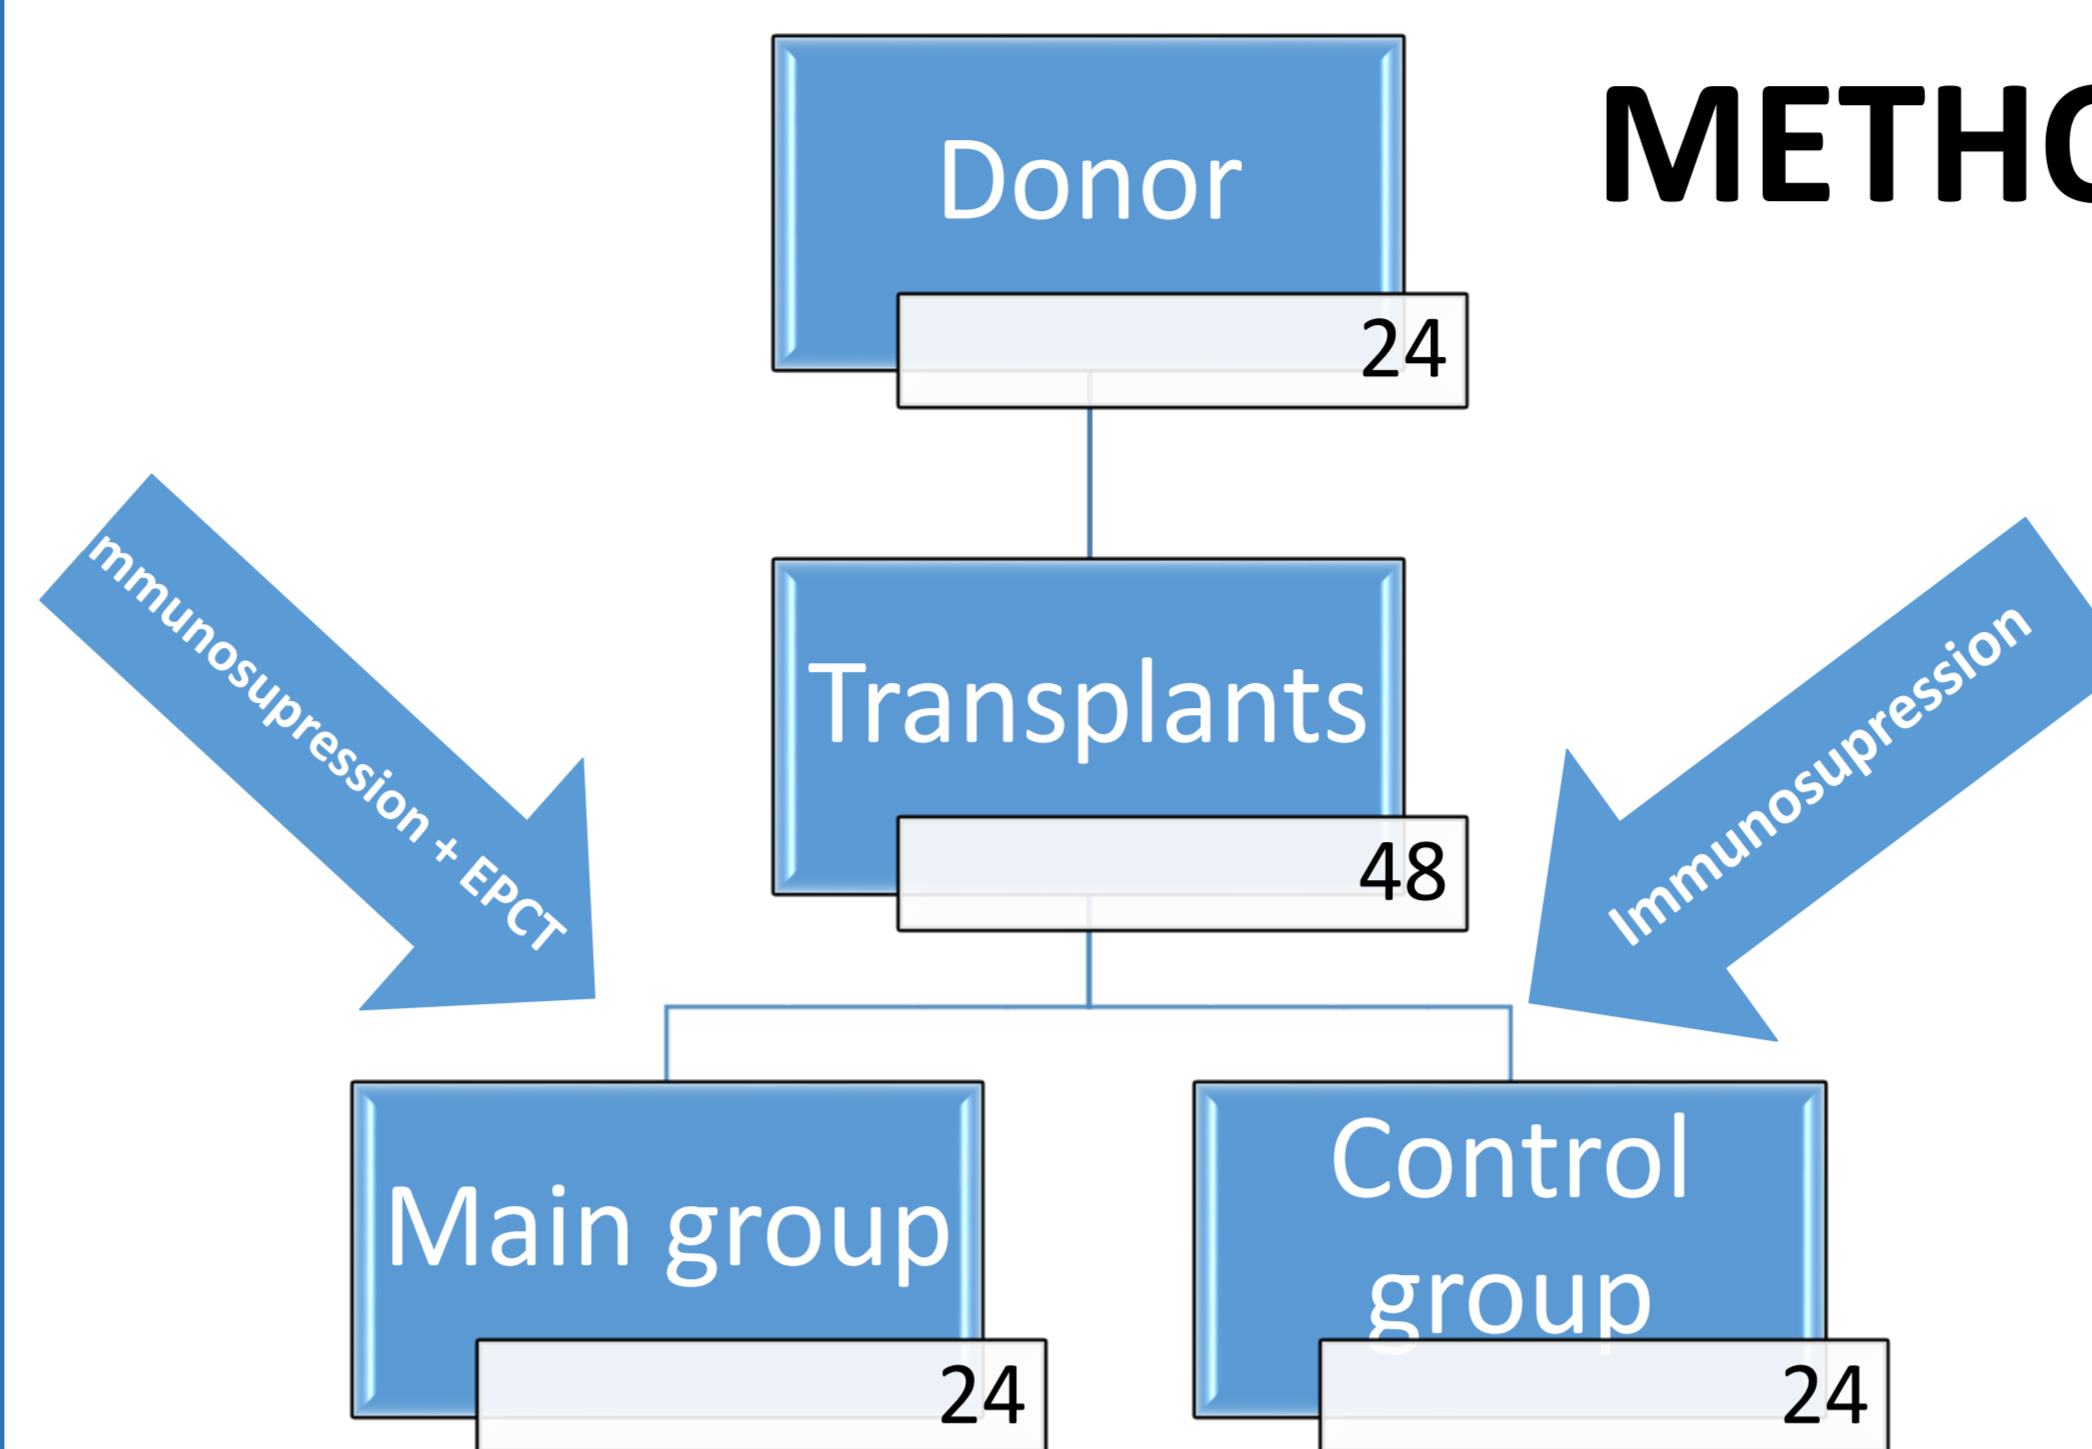 METHO
Donor
24
mmunosupression + EPCT
Transplants
48
Immunosupression
Main group
24
Control
group
24